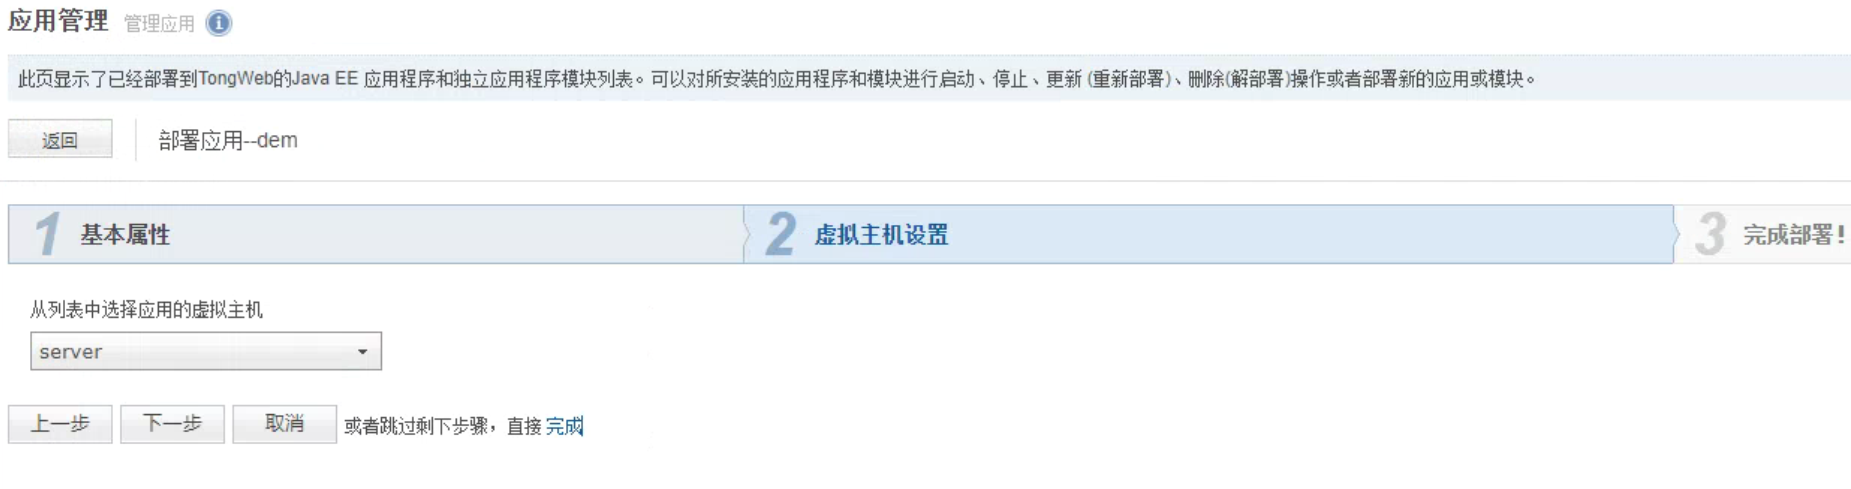 应用管理 管理应用
此页显示了已经部署到TongWeb的Java EE 应用程序和独立应用程序模块列表。可以对所安装的应用程序和模块进行启动、停止、更新 (重新部署)、删除(解部署)操作或者部署新的应用或模块。
返回 部署应用--dem
1 基本属性 2 虚拟主机设置 3 完成部署!
从列表中选择应用的虚拟主机
server
上一步 下一步 取消 或者跳过剩下步骤，直接 完成